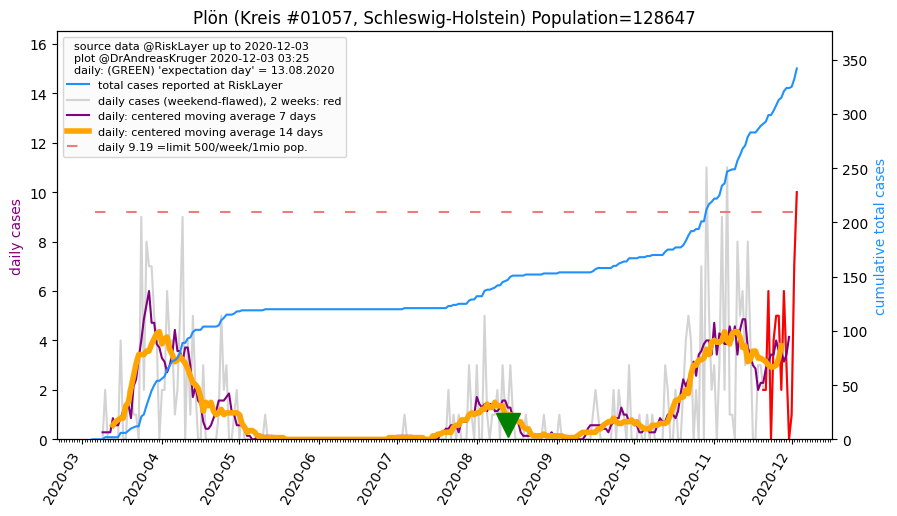 Plön (Kreis #01057, Schleswig-Holstein) Population=128647
source data @RiskLayer up to 2020-12-03
plot @DrAndreasKruger 2020-12-03 03:25
daily: (GREEN) 'expectation day' = 13.08.2020
total cases reported at RiskLayer
daily cases (weekend-flawed), 2 weeks: red
daily: centered moving average 7 days
daily: centered moving average 14 days
daily 9.19 =limit 500/week/1mio pop.
daily cases
16
14
12
10
8
6
4
2
0
cumulative total cases
350
300
250
200
150
100
50
0
2020-03
2020-04
2020-05
2020-06
2020-07
2020-08
2020-09
2020-10
2020-11
2020-12